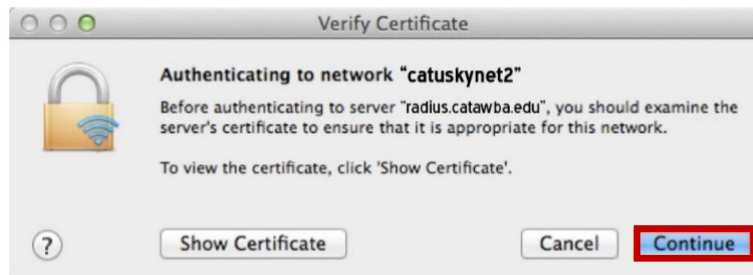 Verify Certificate
Authenticating to network "catuskynet2"
Before authenticating to server "radius.catawba.edu", you should examine the
server's certificate to ensure that it is appropriate for this network.
To view the certificate, click 'Show Certificate'.
?
Show Certificate
Cancel
Continue